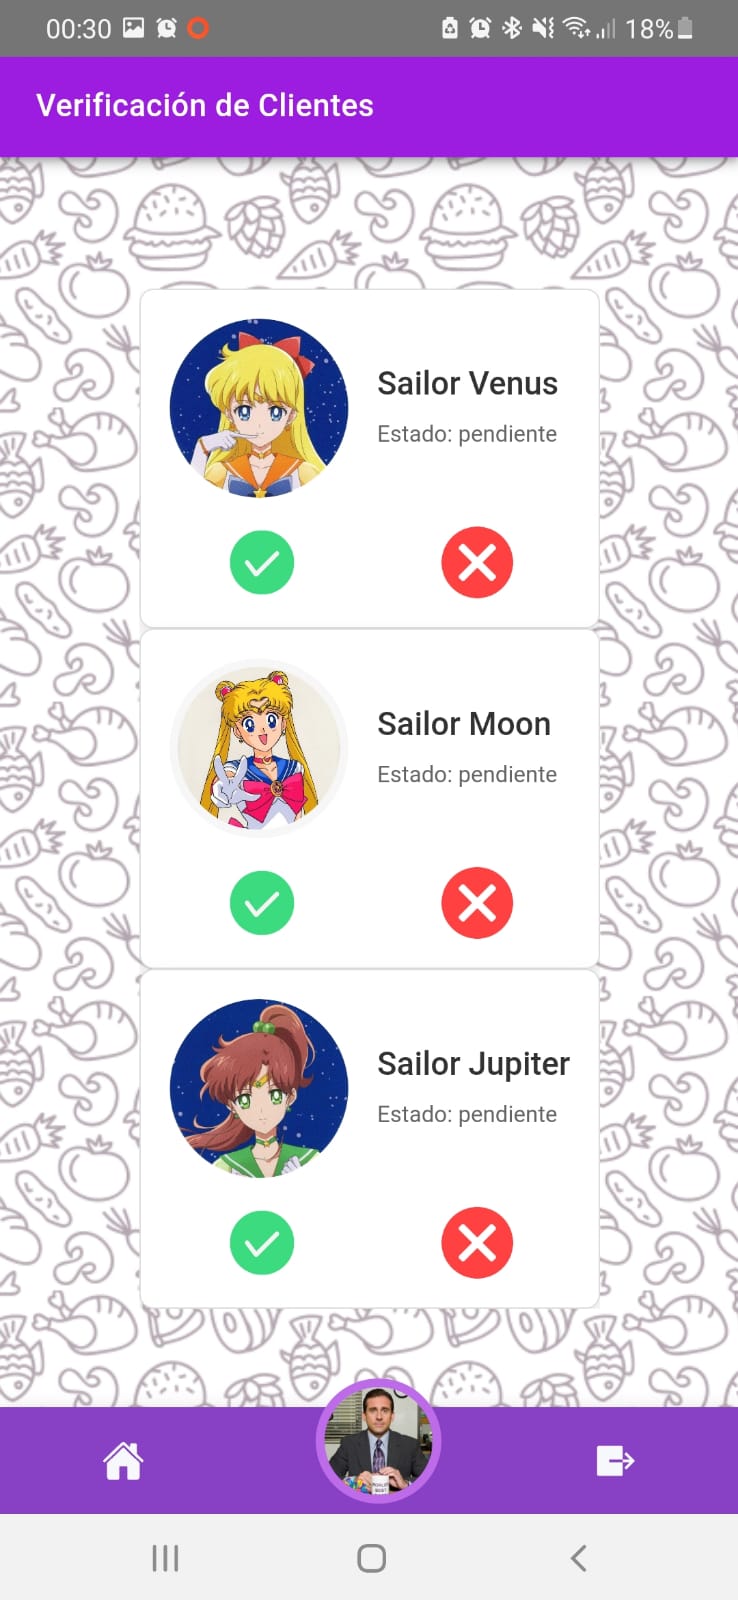 00:30 18%
Verificación de Clientes
Sailor Venus
Estado: pendiente
Sailor Moon
Estado: pendiente
Sailor Jupiter
Estado: pendiente